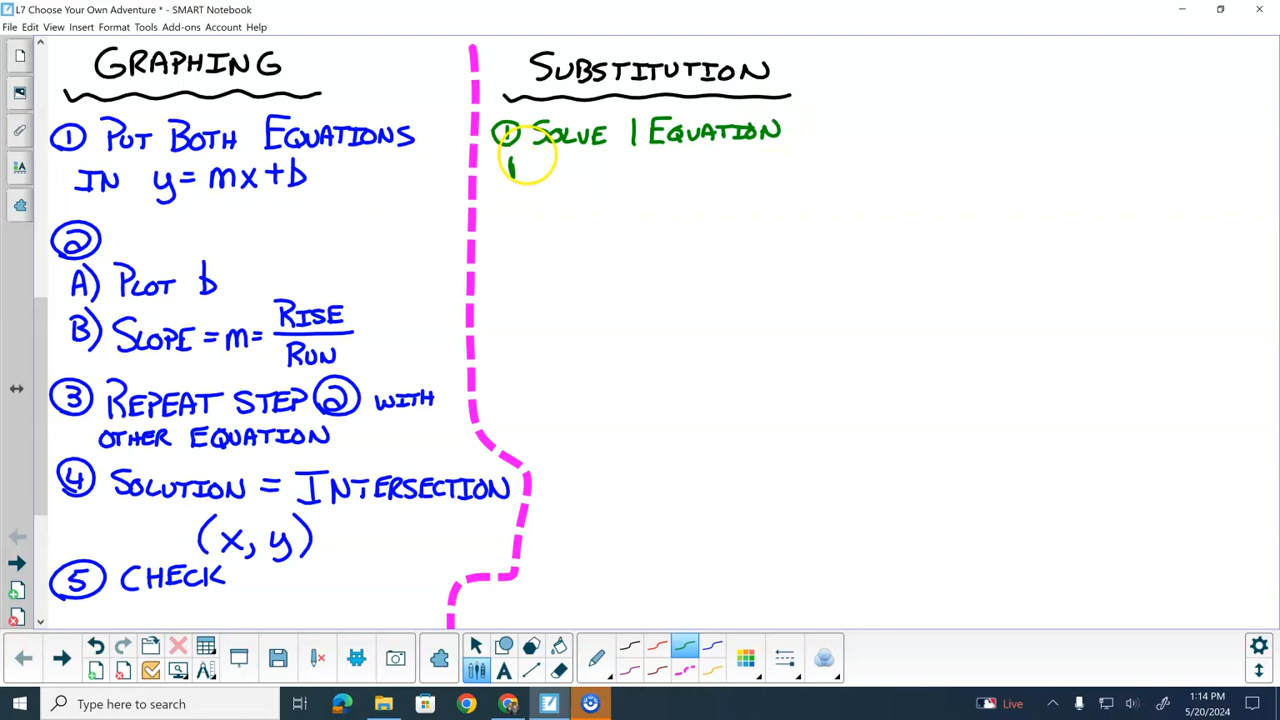 L7 Choose Your Own Adventure * - SMART Notebook
File Edit View Insert Format Tools Add-ons Account Help
GRAPHING
① PUT BOTH EQUATIONS
IN y = mx + b
②
A) PLOT b
B) SLOPE = m = RISE
RUN
③ REPEAT STEP ② WITH
OTHER EQUATION
④ SOLUTION = INTERSECTION
(x, y)
⑤ CHECK
SUBSTITUTION
① SOLVE 1 EQUATION
Type here to search
Live
1:14 PM
5/20/2024